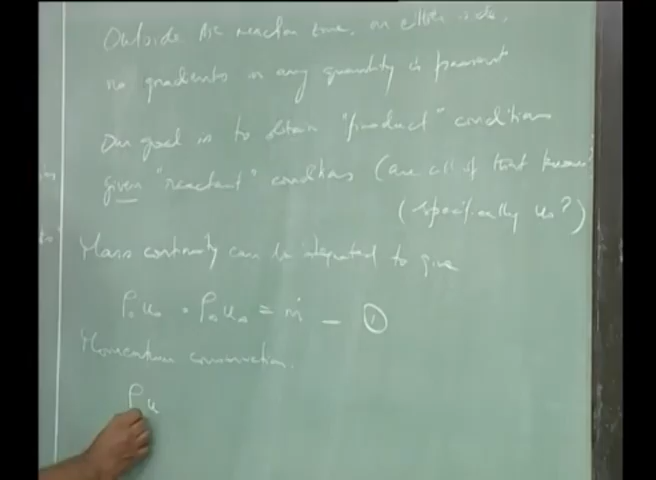 Outside the reaction zone, on either side,
no gradients in any quantity is present
Our goal is to obtain "product" conditions
given "reactant" conditions (are all of them known?
(specifically u₀?)
Mass continuity can be integrated to give
ρ₀u₀ = ρ∞u∞ = ṁ — ①
Momentum conservation.
ρu